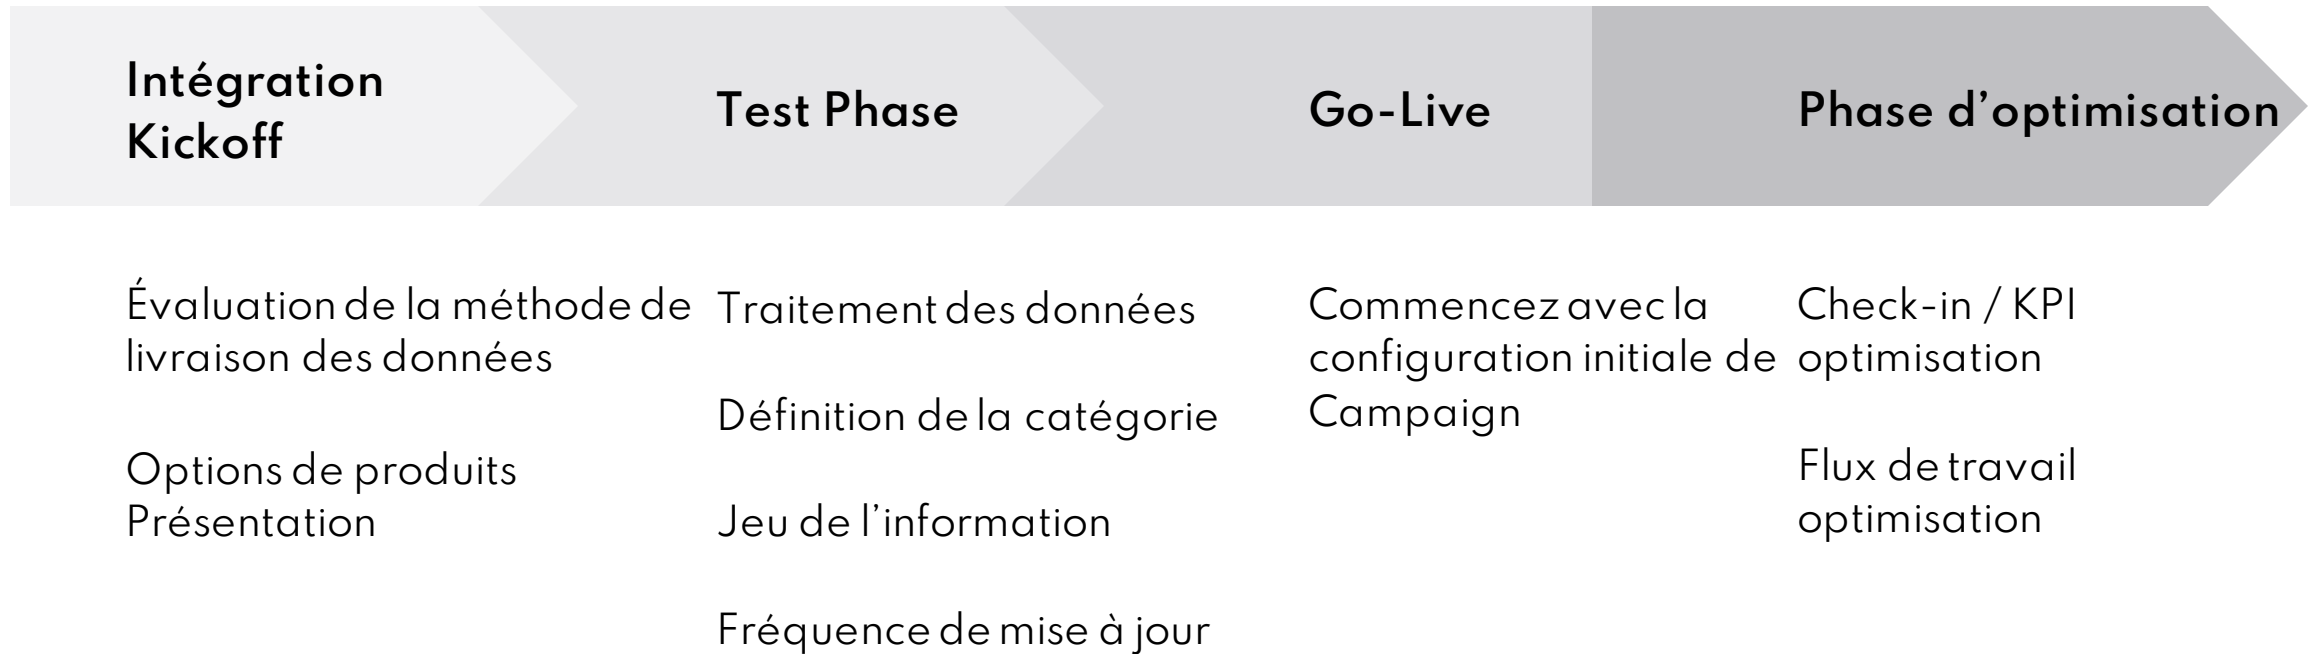 Intégration
Kickoff
Test Phase
Go-Live
Phase d’optimisation
Évaluation de la méthode de
livraison des données
Options de produits
Présentation
Traitement des données
Définition de la catégorie
Jeu de l’information
Fréquence de mise à jour
Commencez avec la
configuration initiale de
Campaign
Check-in / KPI
optimisation
Flux de travail
optimisation